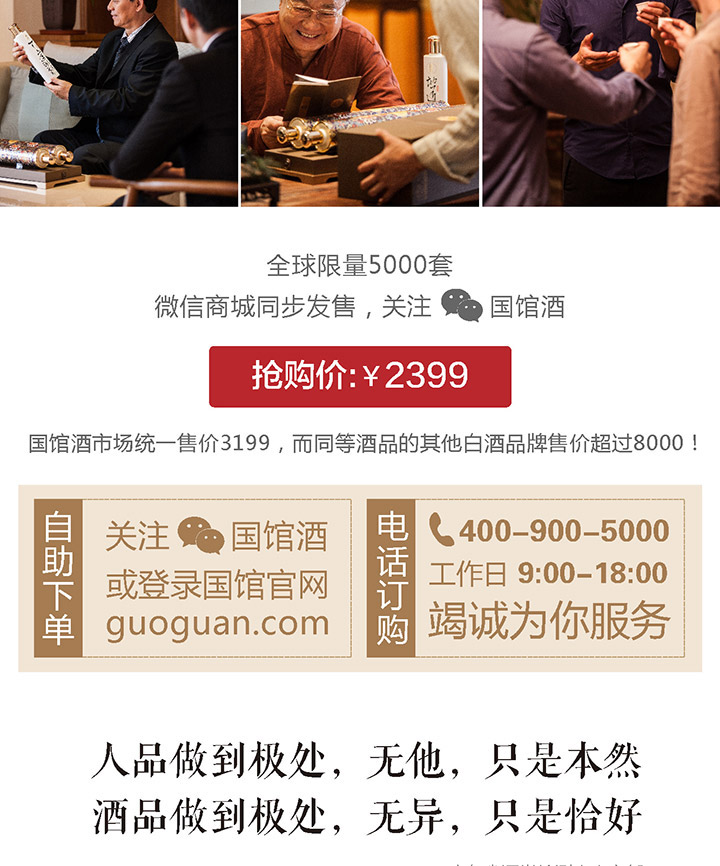 全球限量5000套
微信商城同步发售，关注 国馆酒
抢购价:￥2399
国馆酒市场统一售价3199，而同等酒品的其他白酒品牌售价超过8000！
自助下单
关注 国馆酒
或登录国馆官网
guoguan.com
电话订购
400-900-5000
工作日 9:00-18:00
竭诚为你服务
人品做到极处，无他，只是本然
酒品做到极处，无异，只是恰好